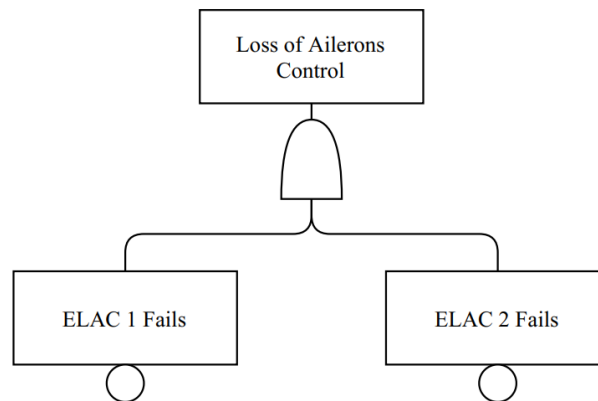 Loss of Ailerons
Control
ELAC 1 Fails
ELAC 2 Fails